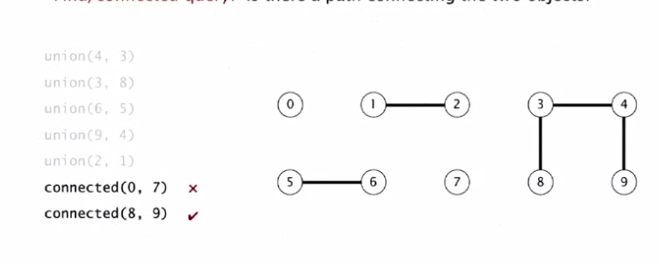 Find/connected query. Is there a path connecting the two objects?
union(4, 3)
union(3, 8)
union(6, 5)
union(9, 4)
union(2, 1)
connected(0, 7) ×
connected(8, 9) ✔
0 1 2 3 4
5 6 7 8 9